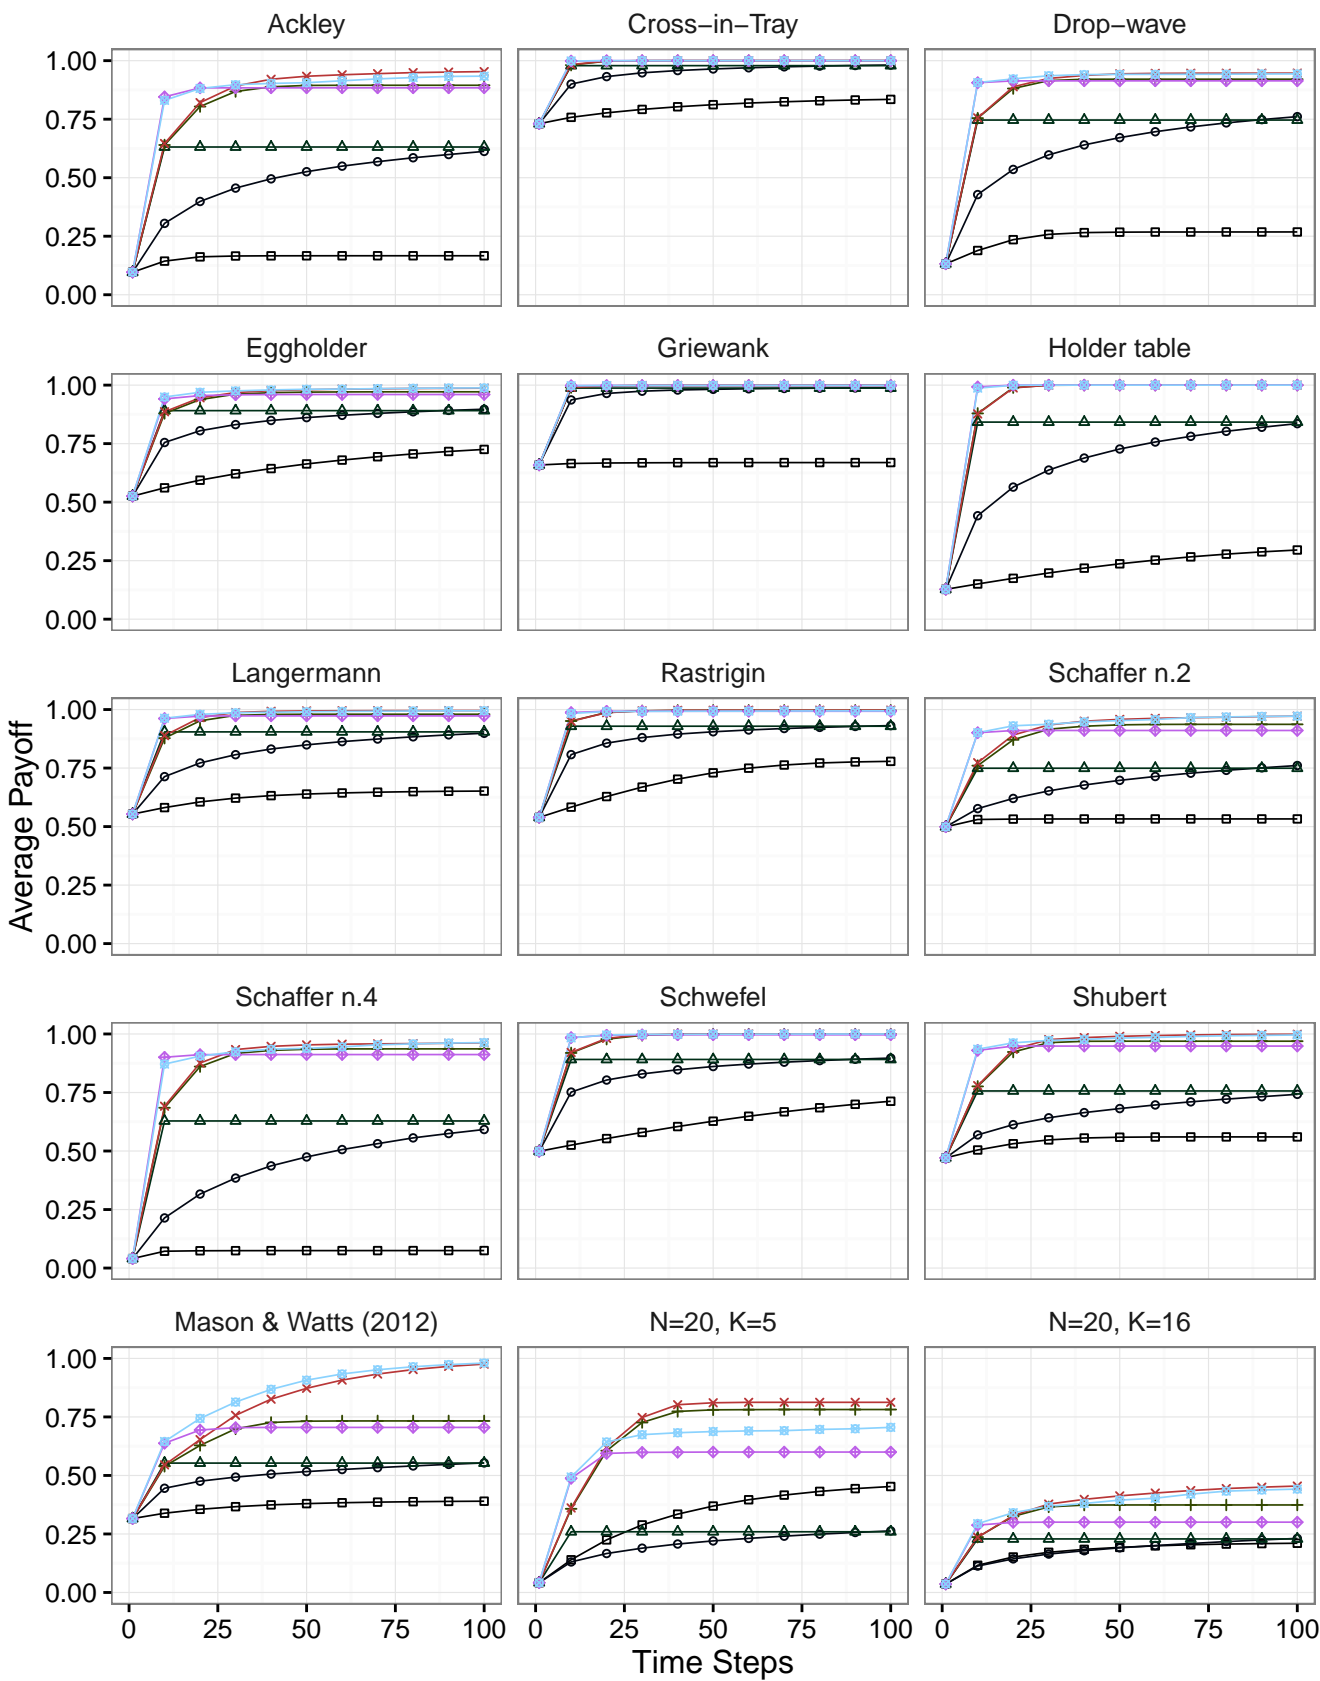 Ackley
Cross−in−Tray
Drop−wave
1.00
0.75
0.50
0.25
0.00
Eggholder
Griewank
Holder table
1.00
0.75
0.50
0.25
0.00
Langermann
Rastrigin
Schaffer n.2
1.00
0.75
0.50
0.25
0.00
Average Payoff
Schaffer n.4
Schwefel
Shubert
1.00
0.75
0.50
0.25
0.00
Mason & Watts (2012)
N=20, K=5
N=20, K=16
1.00
0.75
0.50
0.25
0.00
0 25 50 75 100
0 25 50 75 100
0 25 50 75 100
Time Steps